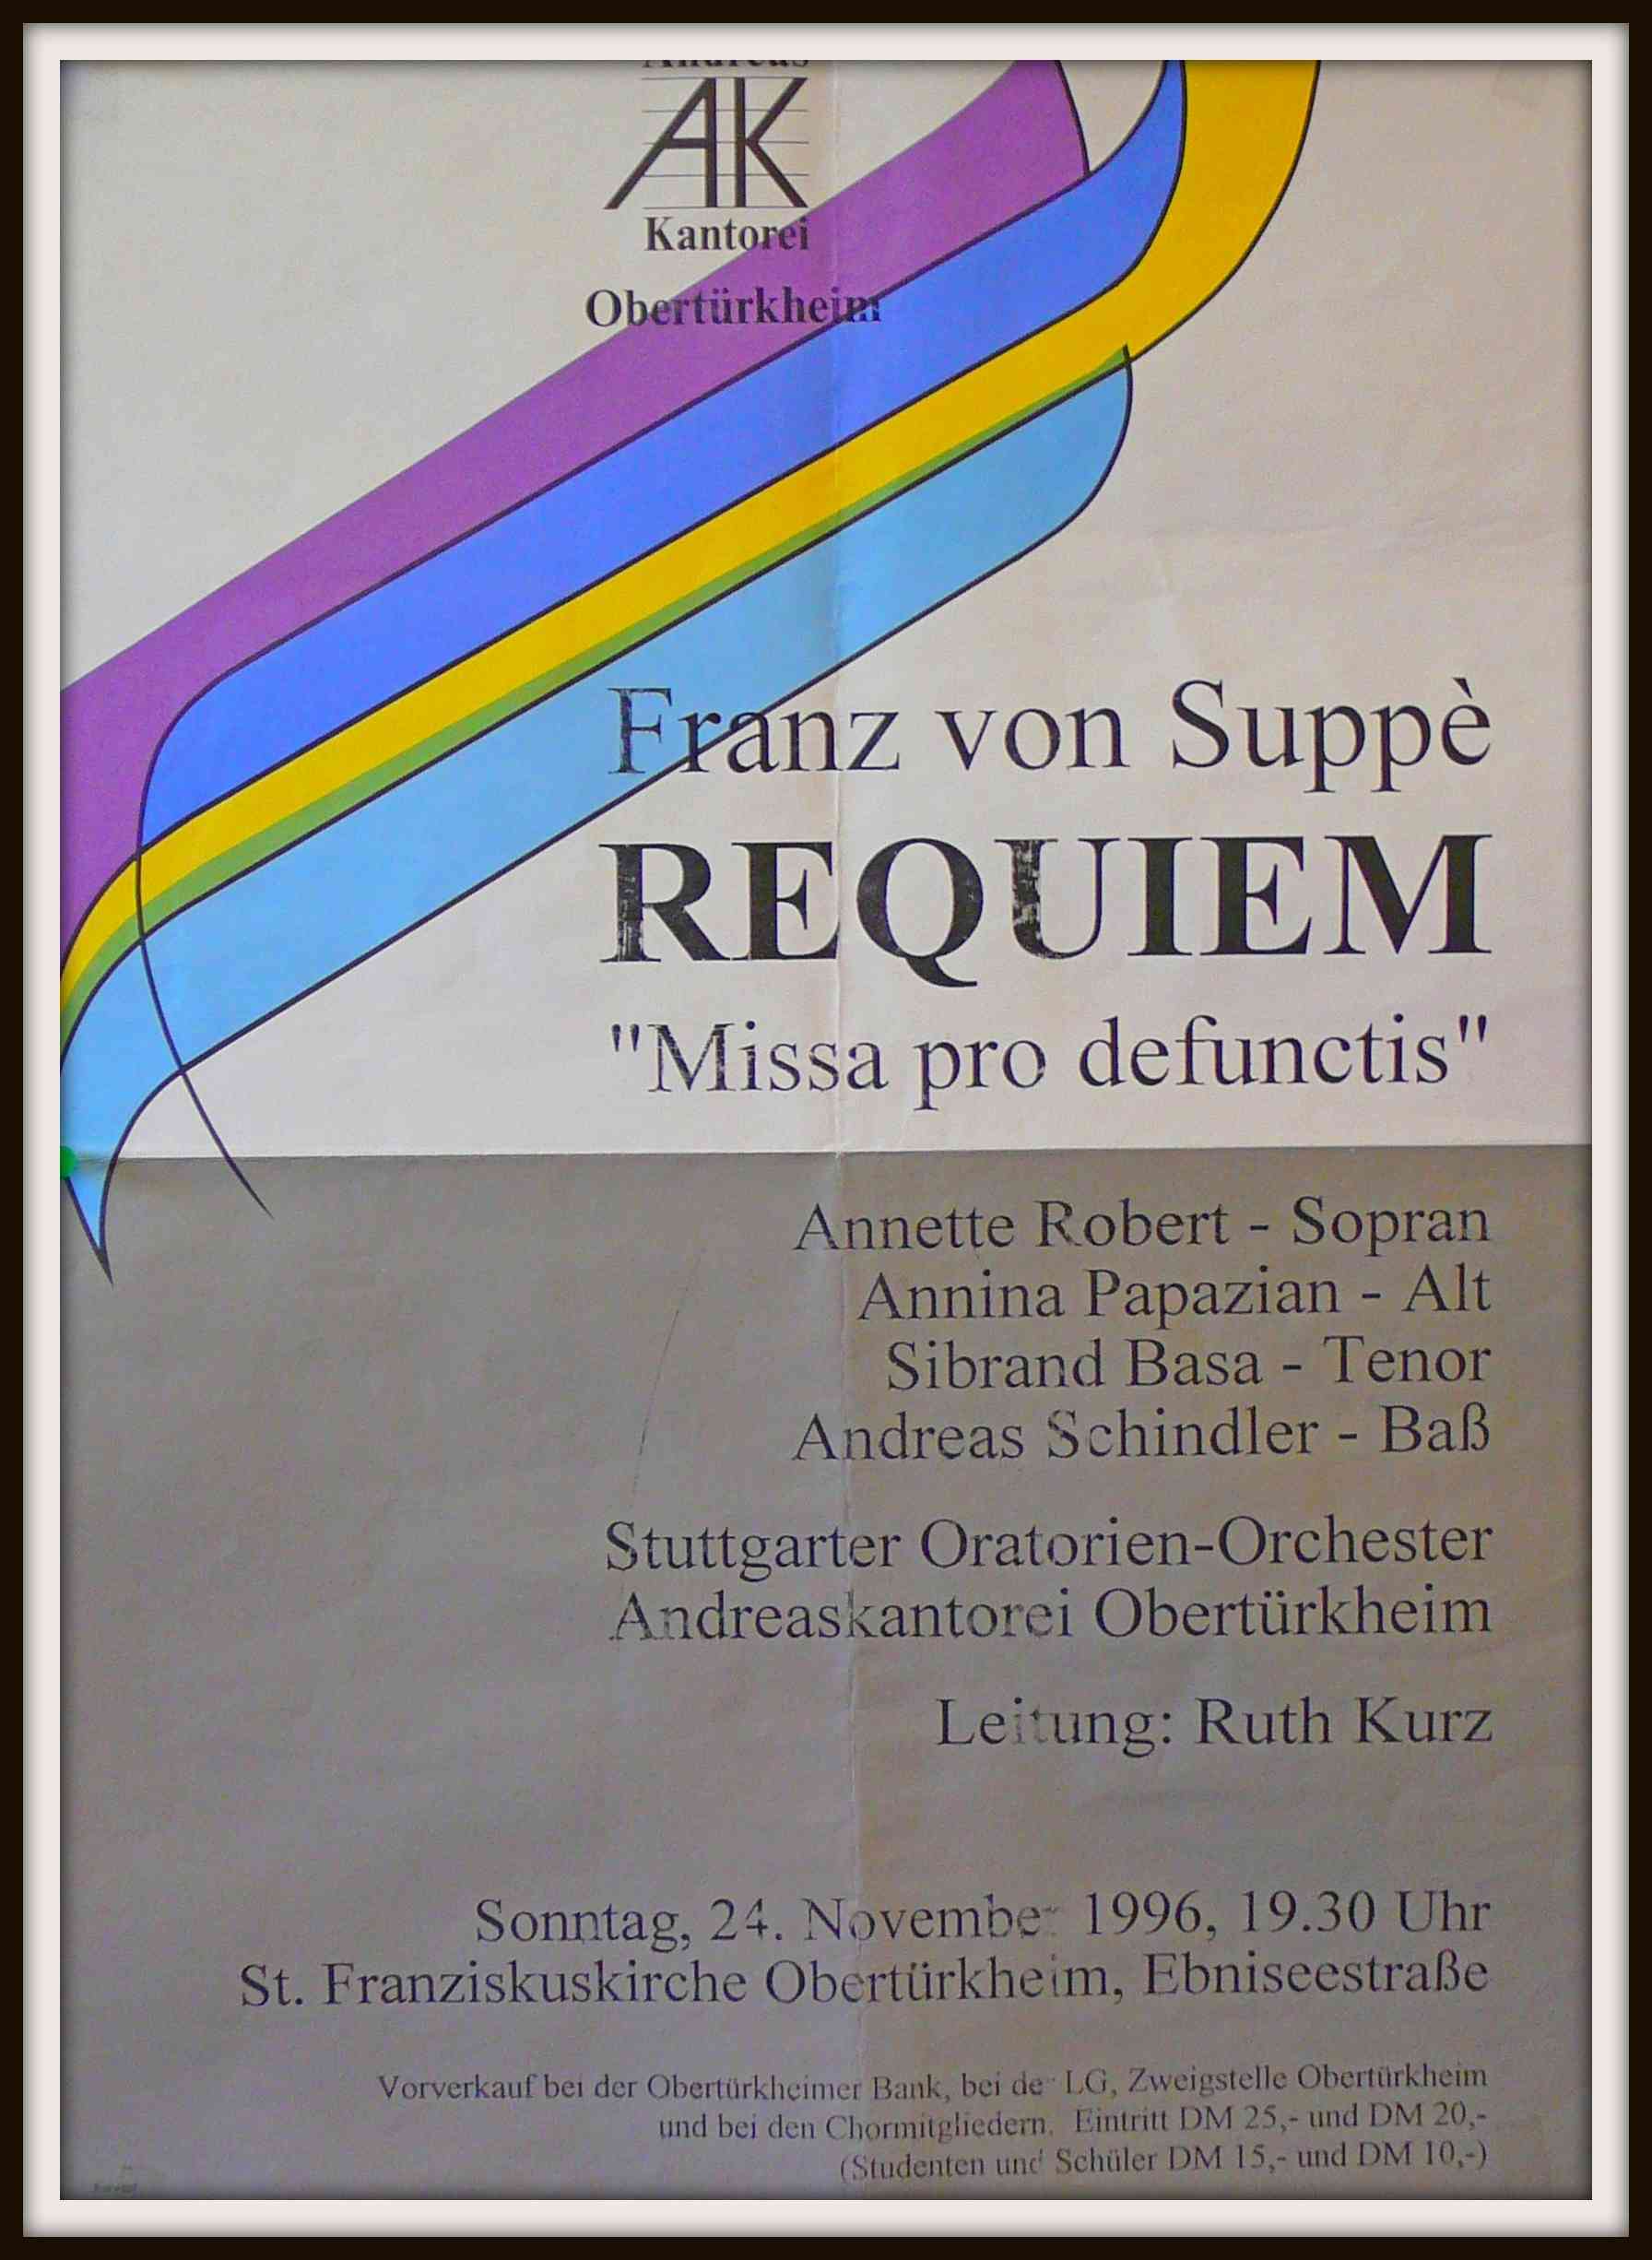 Andreas
AK
Kantorei
Obertürkheim
Franz von Suppè
REQUIEM
"Missa pro defunctis"
Annette Robert - Sopran
Annina Papazian - Alt
Sibrand Basa - Tenor
Andreas Schindler - Baß
Stuttgarter Oratorien-Orchester
Andreaskantorei Obertürkheim
Leitung: Ruth Kurz
Sonntag, 24. November 1996, 19.30 Uhr
St. Franziskuskirche Obertürkheim, Ebniseestraße
Vorverkauf bei der Obertürkheimer Bank, bei der LG, Zweigstelle Obertürkheim
und bei den Chormitgliedern. Eintritt DM 25,- und DM 20,-
(Studenten und Schüler DM 15,- und DM 10,-)